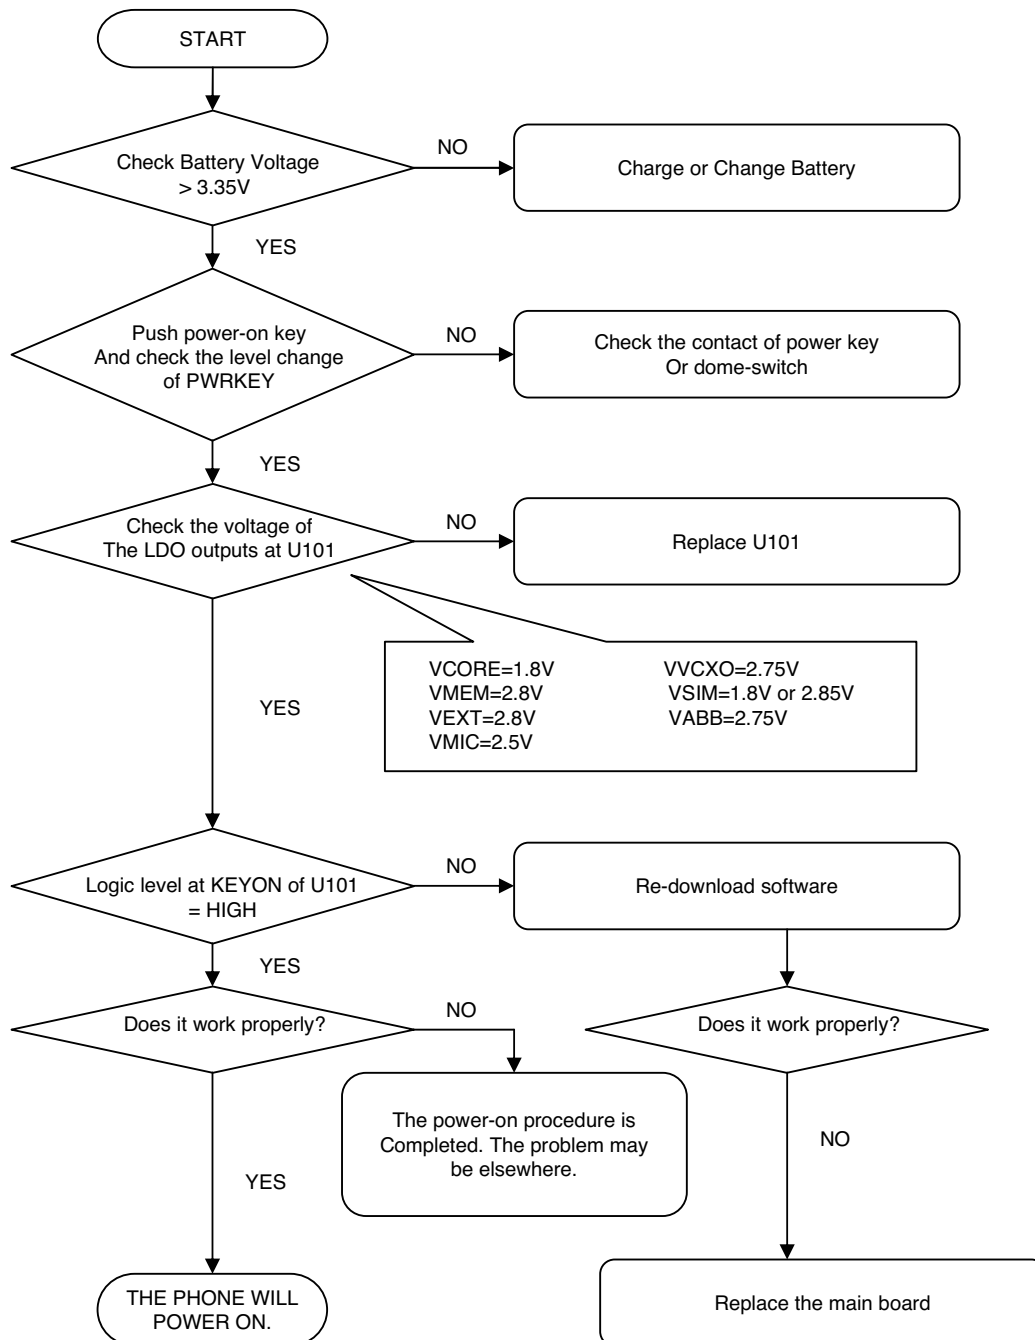 START
Check Battery Voltage
> 3.35V
NO
Charge or Change Battery
YES
Push power-on key
And check the level change
of PWRKEY
NO
Check the contact of power key
Or dome-switch
YES
Check the voltage of
The LDO outputs at U101
NO
Replace U101
VCORE=1.8V
VMEM=2.8V
VEXT=2.8V
VMIC=2.5V
VVCXO=2.75V
VSIM=1.8V or 2.85V
VABB=2.75V
YES
Logic level at KEYON of U101
= HIGH
NO
Re-download software
YES
Does it work properly?
NO
The power-on procedure is
Completed. The problem may
be elsewhere.
Does it work properly?
NO
YES
THE PHONE WILL
POWER ON.
Replace the main board